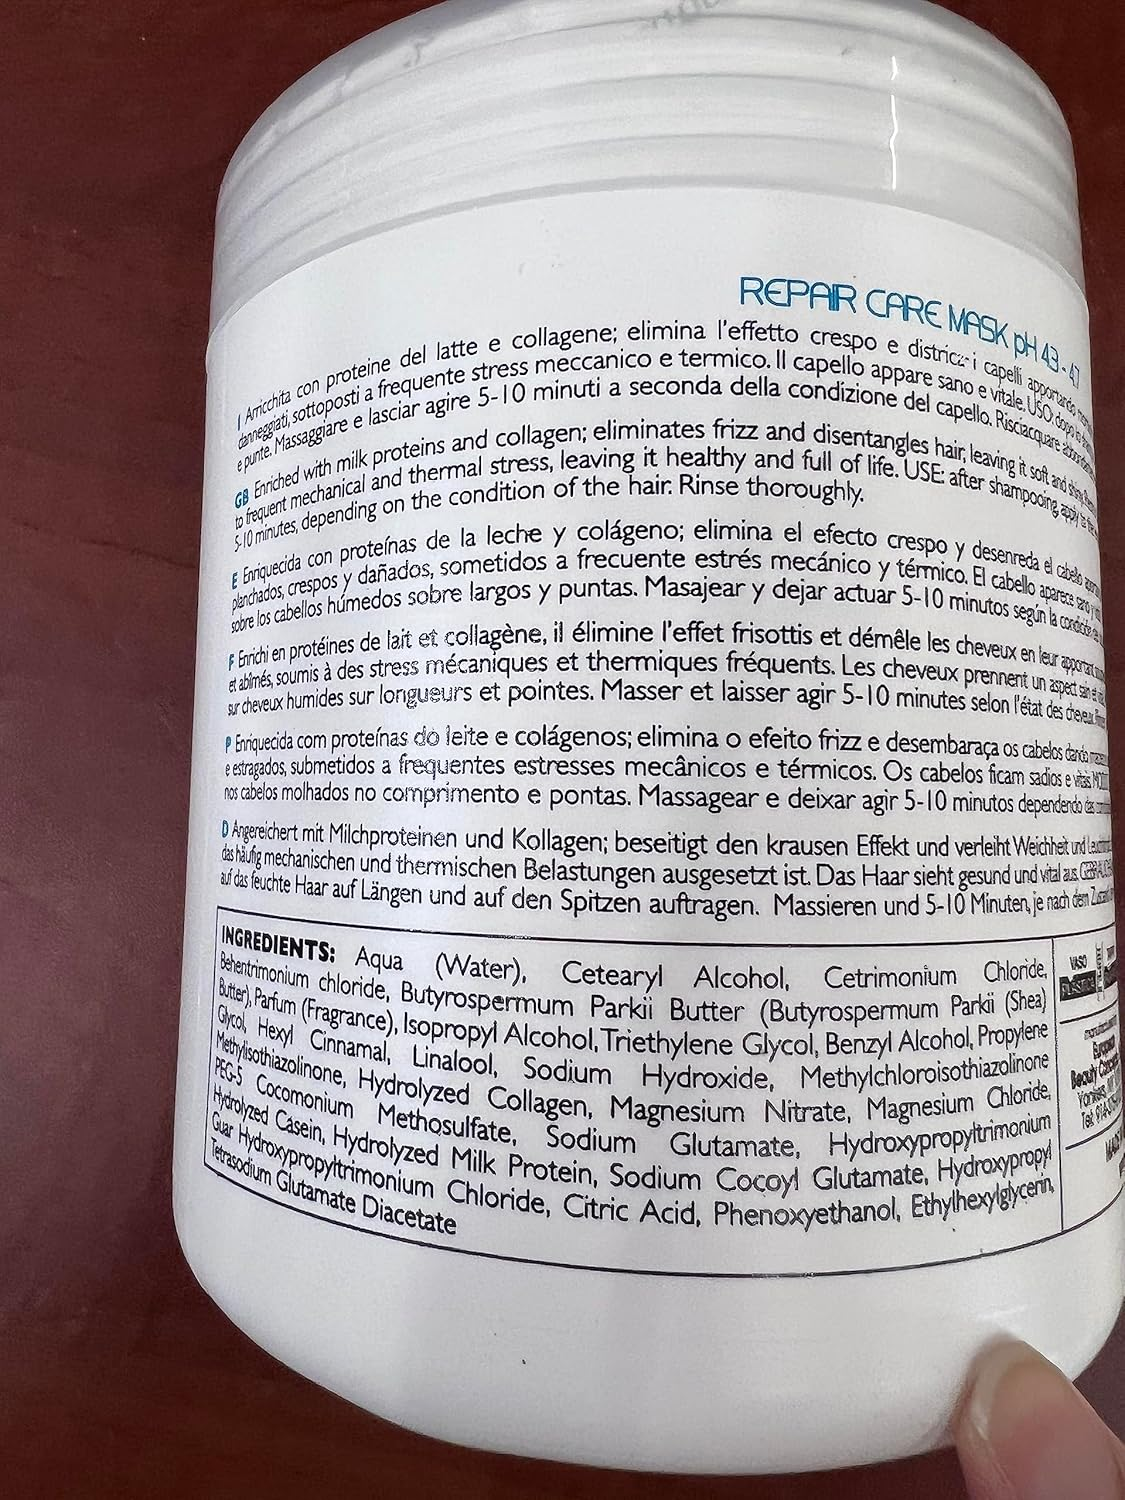 REPAIR CARE MASK pH 4.3 - 4.7
I Arricchita con proteine del latte e collagene; elimina l'effetto crespo e districa i capelli apportando
danneggiati, sottoposti a frequente stress meccanico e termico. Il capello appare sano e vitale. USO: dopo lo
e punte. Massaggiare e lasciar agire 5-10 minuti a seconda della condizione del capello. Risciacquare
GB Enriched with milk proteins and collagen; eliminates frizz and disentangles hair, leaving it soft and shiny.
to frequent mechanical and thermal stress, leaving it healthy and full of life. USE: after shampooing, apply
5-10 minutes, depending on the condition of the hair. Rinse thoroughly.
E Enriquecida con proteínas de la leche y colágeno; elimina el efecto crespo y desenreda el cabello
planchados, crespos y dañados, sometidos a frecuente estrés mecánico y térmico. El cabello aparece sano y
sobre los cabellos húmedos sobre largos y puntas. Masajear y dejar actuar 5-10 minutos según la condición
F Enrichi en protéines de lait et collagène, il élimine l'effet frisottis et démêle les cheveux en leur apportant
et abîmés, soumis à des stress mécaniques et thermiques fréquents. Les cheveux prennent un aspect sain et
sur cheveux humides sur longueurs et pointes. Masser et laisser agir 5-10 minutes selon l'état des cheveux.
P Enriquecida com proteínas do leite e colágenos; elimina o efeito frizz e desembaraça os cabelos dando
e estragados, submetidos a frequentes estresses mecânicos e térmicos. Os cabelos ficam sadios e vitais.
nos cabelos molhados no comprimento e pontas. Massagear e deixar agir 5-10 minutos dependendo das
D Angereichert mit Milchproteinen und Kollagen; beseitigt den krausen Effekt und verleiht Weichheit und
das häufig mechanischen und thermischen Belastungen ausgesetzt ist. Das Haar sieht gesund und vital aus.
auf das feuchte Haar auf Längen und auf den Spitzen auftragen. Massieren und 5-10 Minuten, je nach dem
INGREDIENTS: Aqua (Water), Cetearyl Alcohol, Cetrimonium Chloride,
Behentrimonium chloride, Butyrospermum Parkii Butter (Butyrospermum Parkii (Shea)
Butter), Parfum (Fragrance), Isopropyl Alcohol, Triethylene Glycol, Benzyl Alcohol, Propylene
Glycol, Hexyl Cinnamal, Linalool, Sodium Hydroxide, Methylchloroisothiazolinone
Methylisothiazolinone, Hydrolyzed Collagen, Magnesium Nitrate, Magnesium Chloride,
PEG-5 Cocomonium Methosulfate, Sodium Glutamate, Hydroxypropyltrimonium
Hydrolyzed Casein, Hydrolyzed Milk Protein, Sodium Cocoyl Glutamate, Hydroxypropyl
Guar Hydroxypropyltrimonium Chloride, Citric Acid, Phenoxyethanol, Ethylhexylglycerin,
Tetrasodium Glutamate Diacetate
VASO
European
Beauty
Yonkers,